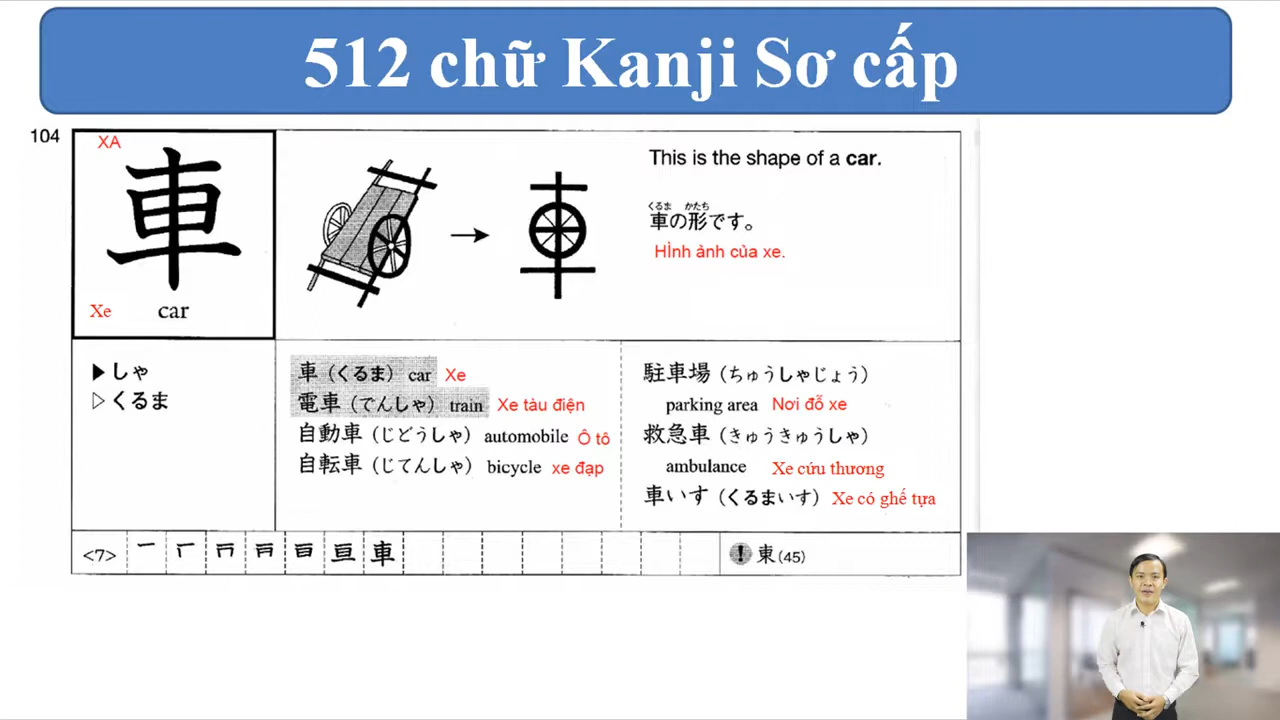 512 chữ Kanji Sơ cấp
104
XA
車
Xe car
This is the shape of a car.
くるま かたち
車の形です。
HÌnh ảnh của xe.
▶しゃ
▷くるま
車（くるま） car Xe
電車（でんしゃ） train Xe tàu điện
自動車（じどうしゃ） automobile Ô tô
自転車（じてんしゃ） bicycle xe đạp
駐車場（ちゅうしゃじょう）
parking area Nơi đỗ xe
救急車（きゅうきゅうしゃ）
ambulance Xe cứu thương
車いす（くるまいす） Xe có ghế tựa
<7> 車
! 東(45)